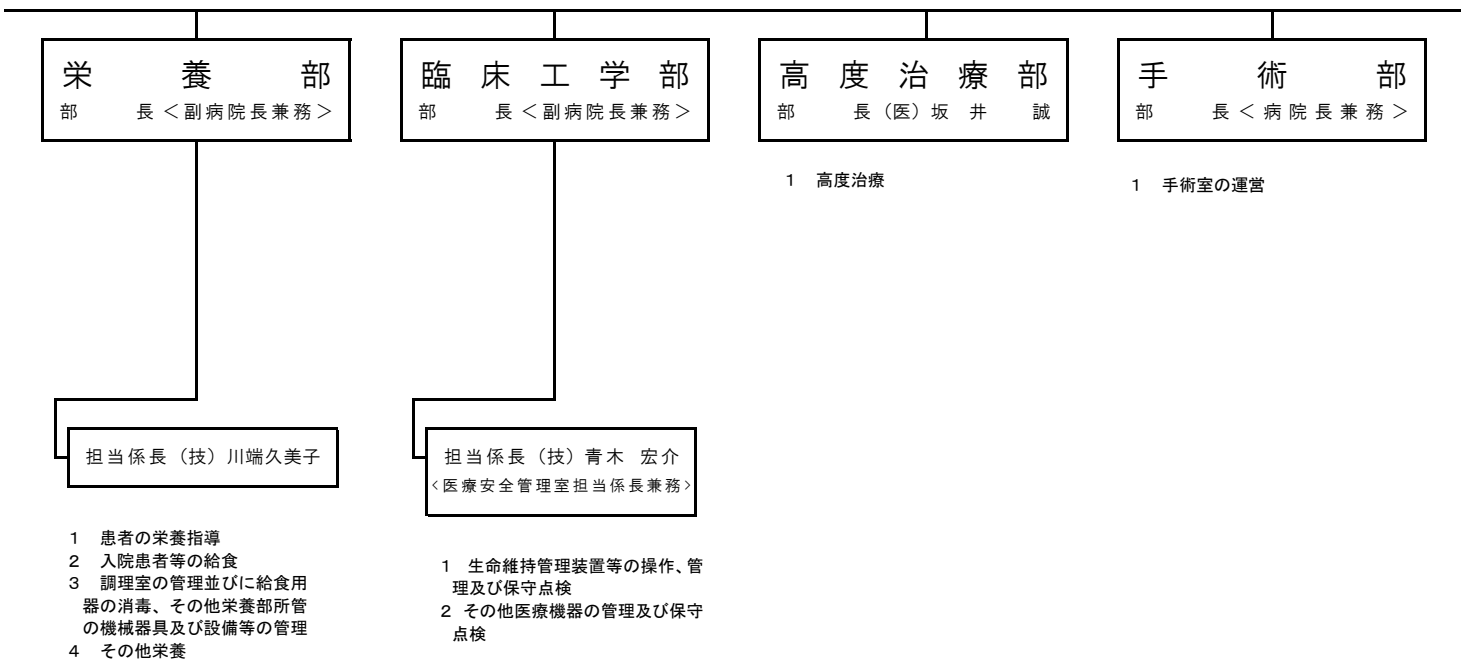 栄養部
部長＜副病院長兼務＞
臨床工学部
部長＜副病院長兼務＞
高度治療部
部長（医）坂井 誠
手術部
部長＜病院長兼務＞
1 高度治療
1 手術室の運営
担当係長（技）川端久美子
1 患者の栄養指導
2 入院患者等の給食
3 調理室の管理並びに給食用
器の消毒、その他栄養部所管
の機械器具及び設備等の管理
4 その他栄養
担当係長（技）青木 宏介
<医療安全管理室担当係長兼務>
1 生命維持管理装置等の操作、管
理及び保守点検
2 その他医療機器の管理及び保守
点検